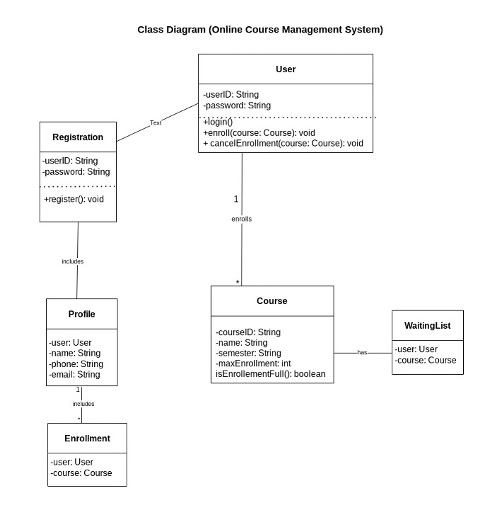 Class Diagram (Online Course Management System)
User
-userID: String
-password: String
+login()
+enroll(course: Course): void
+ cancelEnrollment(course: Course): void
Text
Registration
-userID: String
-password: String
+register(): void
1
enrolls
*
includes
Profile
-user: User
-name: String
-phone: String
-email: String
Course
-courseID: String
-name: String
-semester: String
-maxEnrollment: int
isEnrollementFull(): boolean
has
WaitingList
-user: User
-course: Course
1
includes
*
Enrollment
-user: User
-course: Course